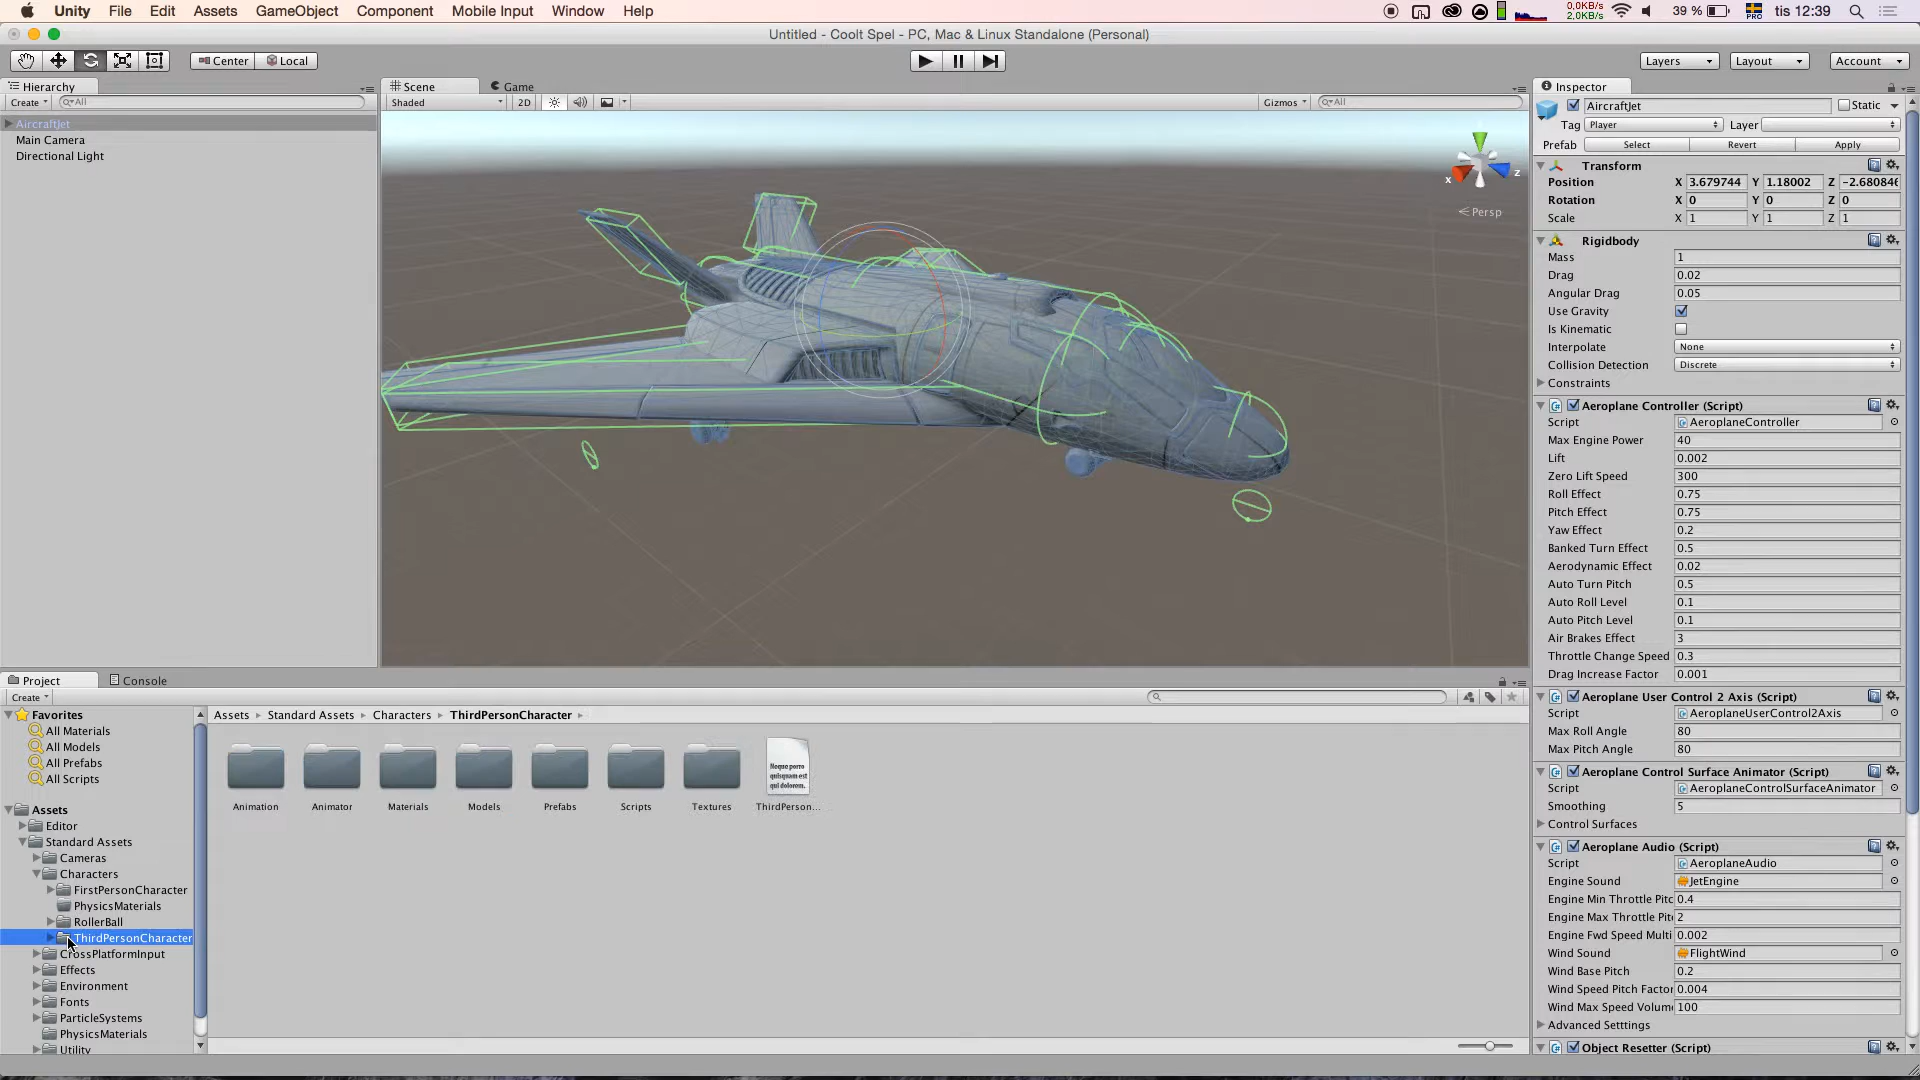 Unity File Edit Assets GameObject Component Mobile Input Window Help 0,0KB/s 2,0KB/s 39 % PRO tis 12:39
Untitled - Coolt Spel - PC, Mac & Linux Standalone (Personal)
Center Local Layers Layout Account
Hierarchy
Create All
AircraftJet
Main Camera
Directional Light
Scene Game
Shaded 2D Gizmos All
x z
Persp
Inspector
AircraftJet Static
Tag Player Layer
Prefab Select Revert Apply
Transform
Position X 3.679744 Y 1.18002 Z -2.680846
Rotation X 0 Y 0 Z 0
Scale X 1 Y 1 Z 1
Rigidbody
Mass 1
Drag 0.02
Angular Drag 0.05
Use Gravity
Is Kinematic
Interpolate None
Collision Detection Discrete
Constraints
Aeroplane Controller (Script)
Script AeroplaneController
Max Engine Power 40
Lift 0.002
Zero Lift Speed 300
Roll Effect 0.75
Pitch Effect 0.75
Yaw Effect 0.2
Banked Turn Effect 0.5
Aerodynamic Effect 0.02
Auto Turn Pitch 0.5
Auto Roll Level 0.1
Auto Pitch Level 0.1
Air Brakes Effect 3
Throttle Change Speed 0.3
Drag Increase Factor 0.001
Aeroplane User Control 2 Axis (Script)
Script AeroplaneUserControl2Axis
Max Roll Angle 80
Max Pitch Angle 80
Aeroplane Control Surface Animator (Script)
Script AeroplaneControlSurfaceAnimator
Smoothing 5
Control Surfaces
Aeroplane Audio (Script)
Script AeroplaneAudio
Engine Sound JetEngine
Engine Min Throttle Pitc 0.4
Engine Max Throttle Pit 2
Engine Fwd Speed Multi 0.002
Wind Sound FlightWind
Wind Base Pitch 0.2
Wind Speed Pitch Factor 0.004
Wind Max Speed Volum 100
Advanced Setttings
Object Resetter (Script)
Project Console
Create
Favorites
All Materials
All Models
All Prefabs
All Scripts
Assets
Editor
Standard Assets
Cameras
Characters
FirstPersonCharacter
PhysicsMaterials
RollerBall
ThirdPersonCharacter
CrossPlatformInput
Effects
Environment
Fonts
ParticleSystems
PhysicsMaterials
Utility
Assets Standard Assets Characters ThirdPersonCharacter
Neque porro
quisquam est
qui dolorem.
Animation Animator Materials Models Prefabs Scripts Textures ThirdPerson...